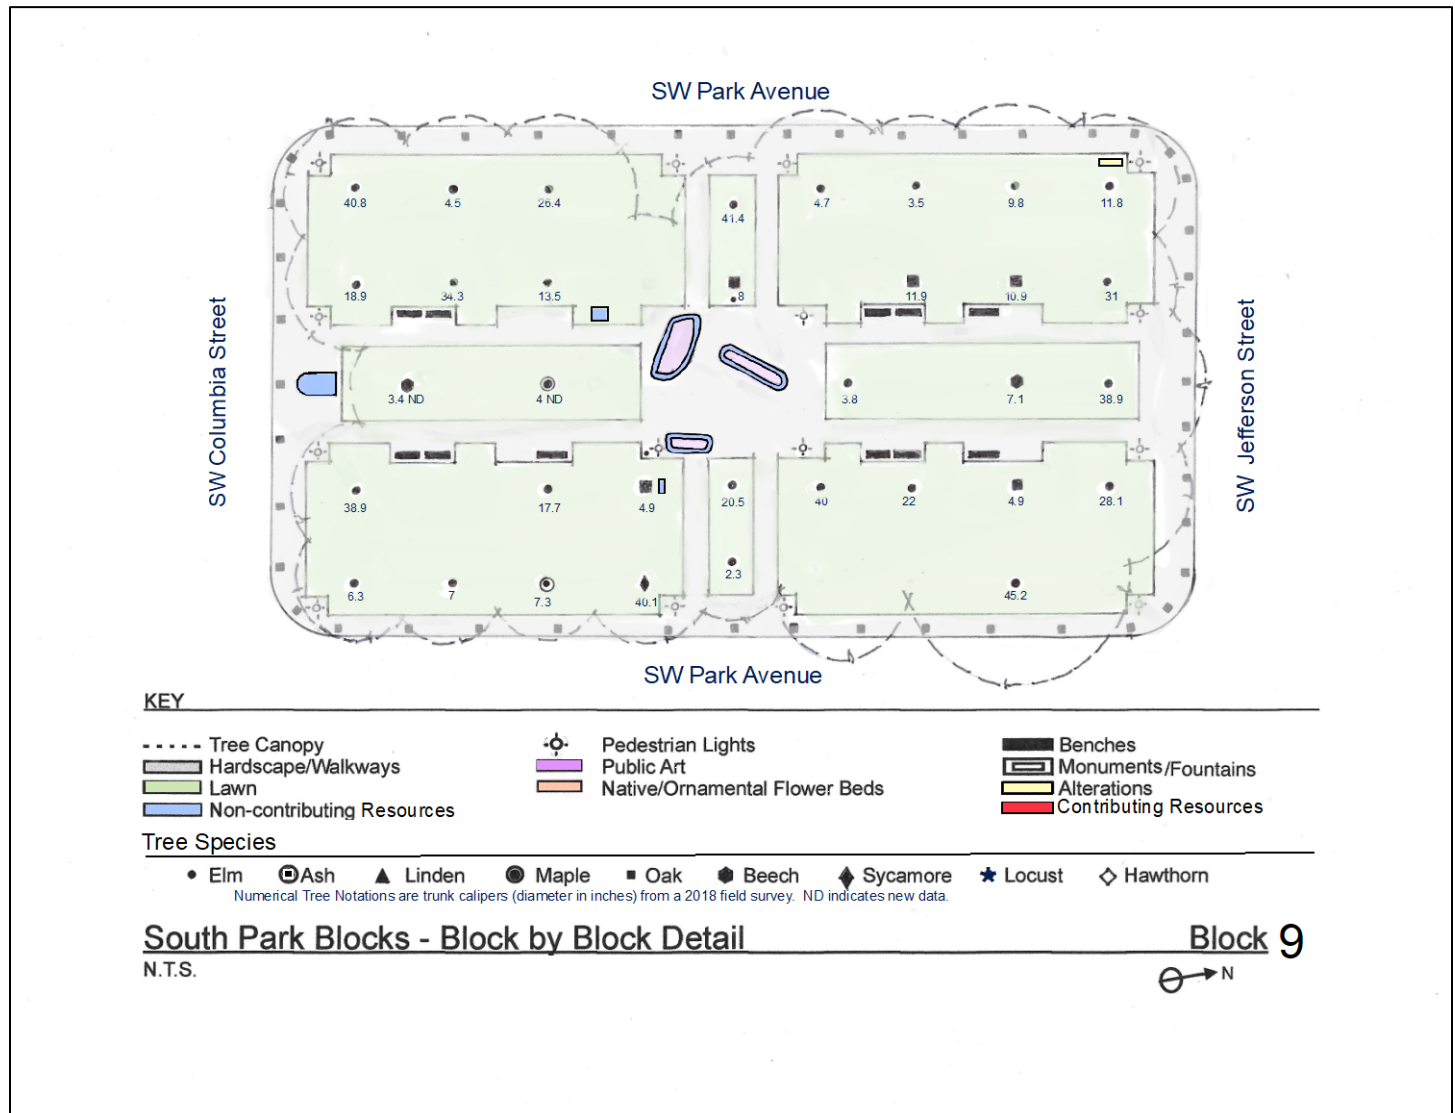 SW Park Avenue
40.8 4.5 26.4 41.4 4.7 3.5 9.8 11.8
18.9 34.3 13.5 8 11.9 10.9 31
SW Columbia Street
SW Jefferson Street
3.4 ND 4 ND 3.8 7.1 38.9
38.9 17.7 4.9 20.5 40 22 4.9 28.1
6.3 7 7.3 40.1 2.3 45.2
SW Park Avenue
KEY
Tree Canopy Pedestrian Lights Benches
Hardscape/Walkways Public Art Monuments/Fountains
Lawn Native/Ornamental Flower Beds Alterations
Non-contributing Resources Contributing Resources
Tree Species
Elm Ash Linden Maple Oak Beech Sycamore Locust Hawthorn
Numerical Tree Notations are trunk calipers (diameter in inches) from a 2018 field survey. ND indicates new data.
South Park Blocks - Block by Block Detail Block 9
N.T.S. N